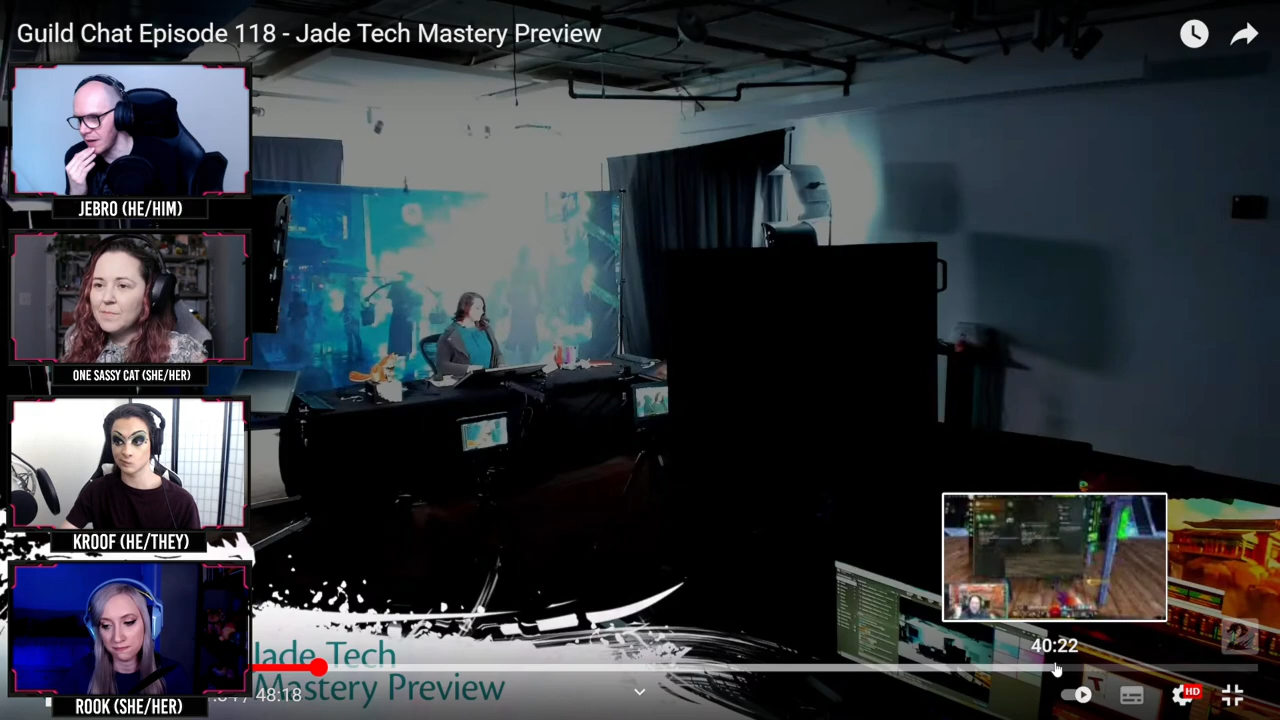 Guild Chat Episode 118 - Jade Tech Mastery Preview
JEBRO (HE/HIM)
ONE SASSY CAT (SHE/HER)
KROOF (HE/THEY)
40:22
Jade Tech
Mastery Preview
/ 48:18
HD
ROOK (SHE/HER)